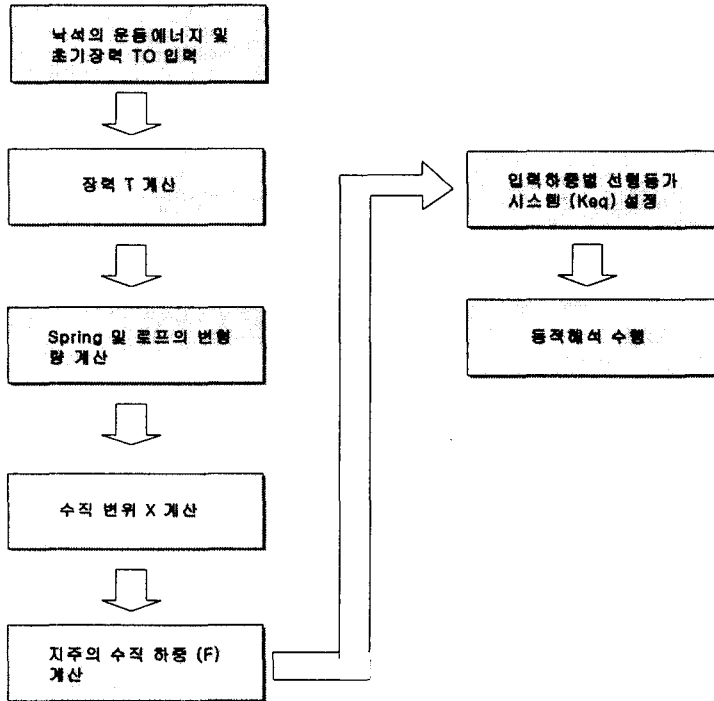 낙석의 운동에너지 및
초기장력 TO 입력
장력 T 계산
Spring 및 로프의 변형
량 계산
수직 변위 X 계산
지주의 수직 하중 (F)
계산
입력하중별 선형등가
시스템 (Keq) 설정
동적해석 수행